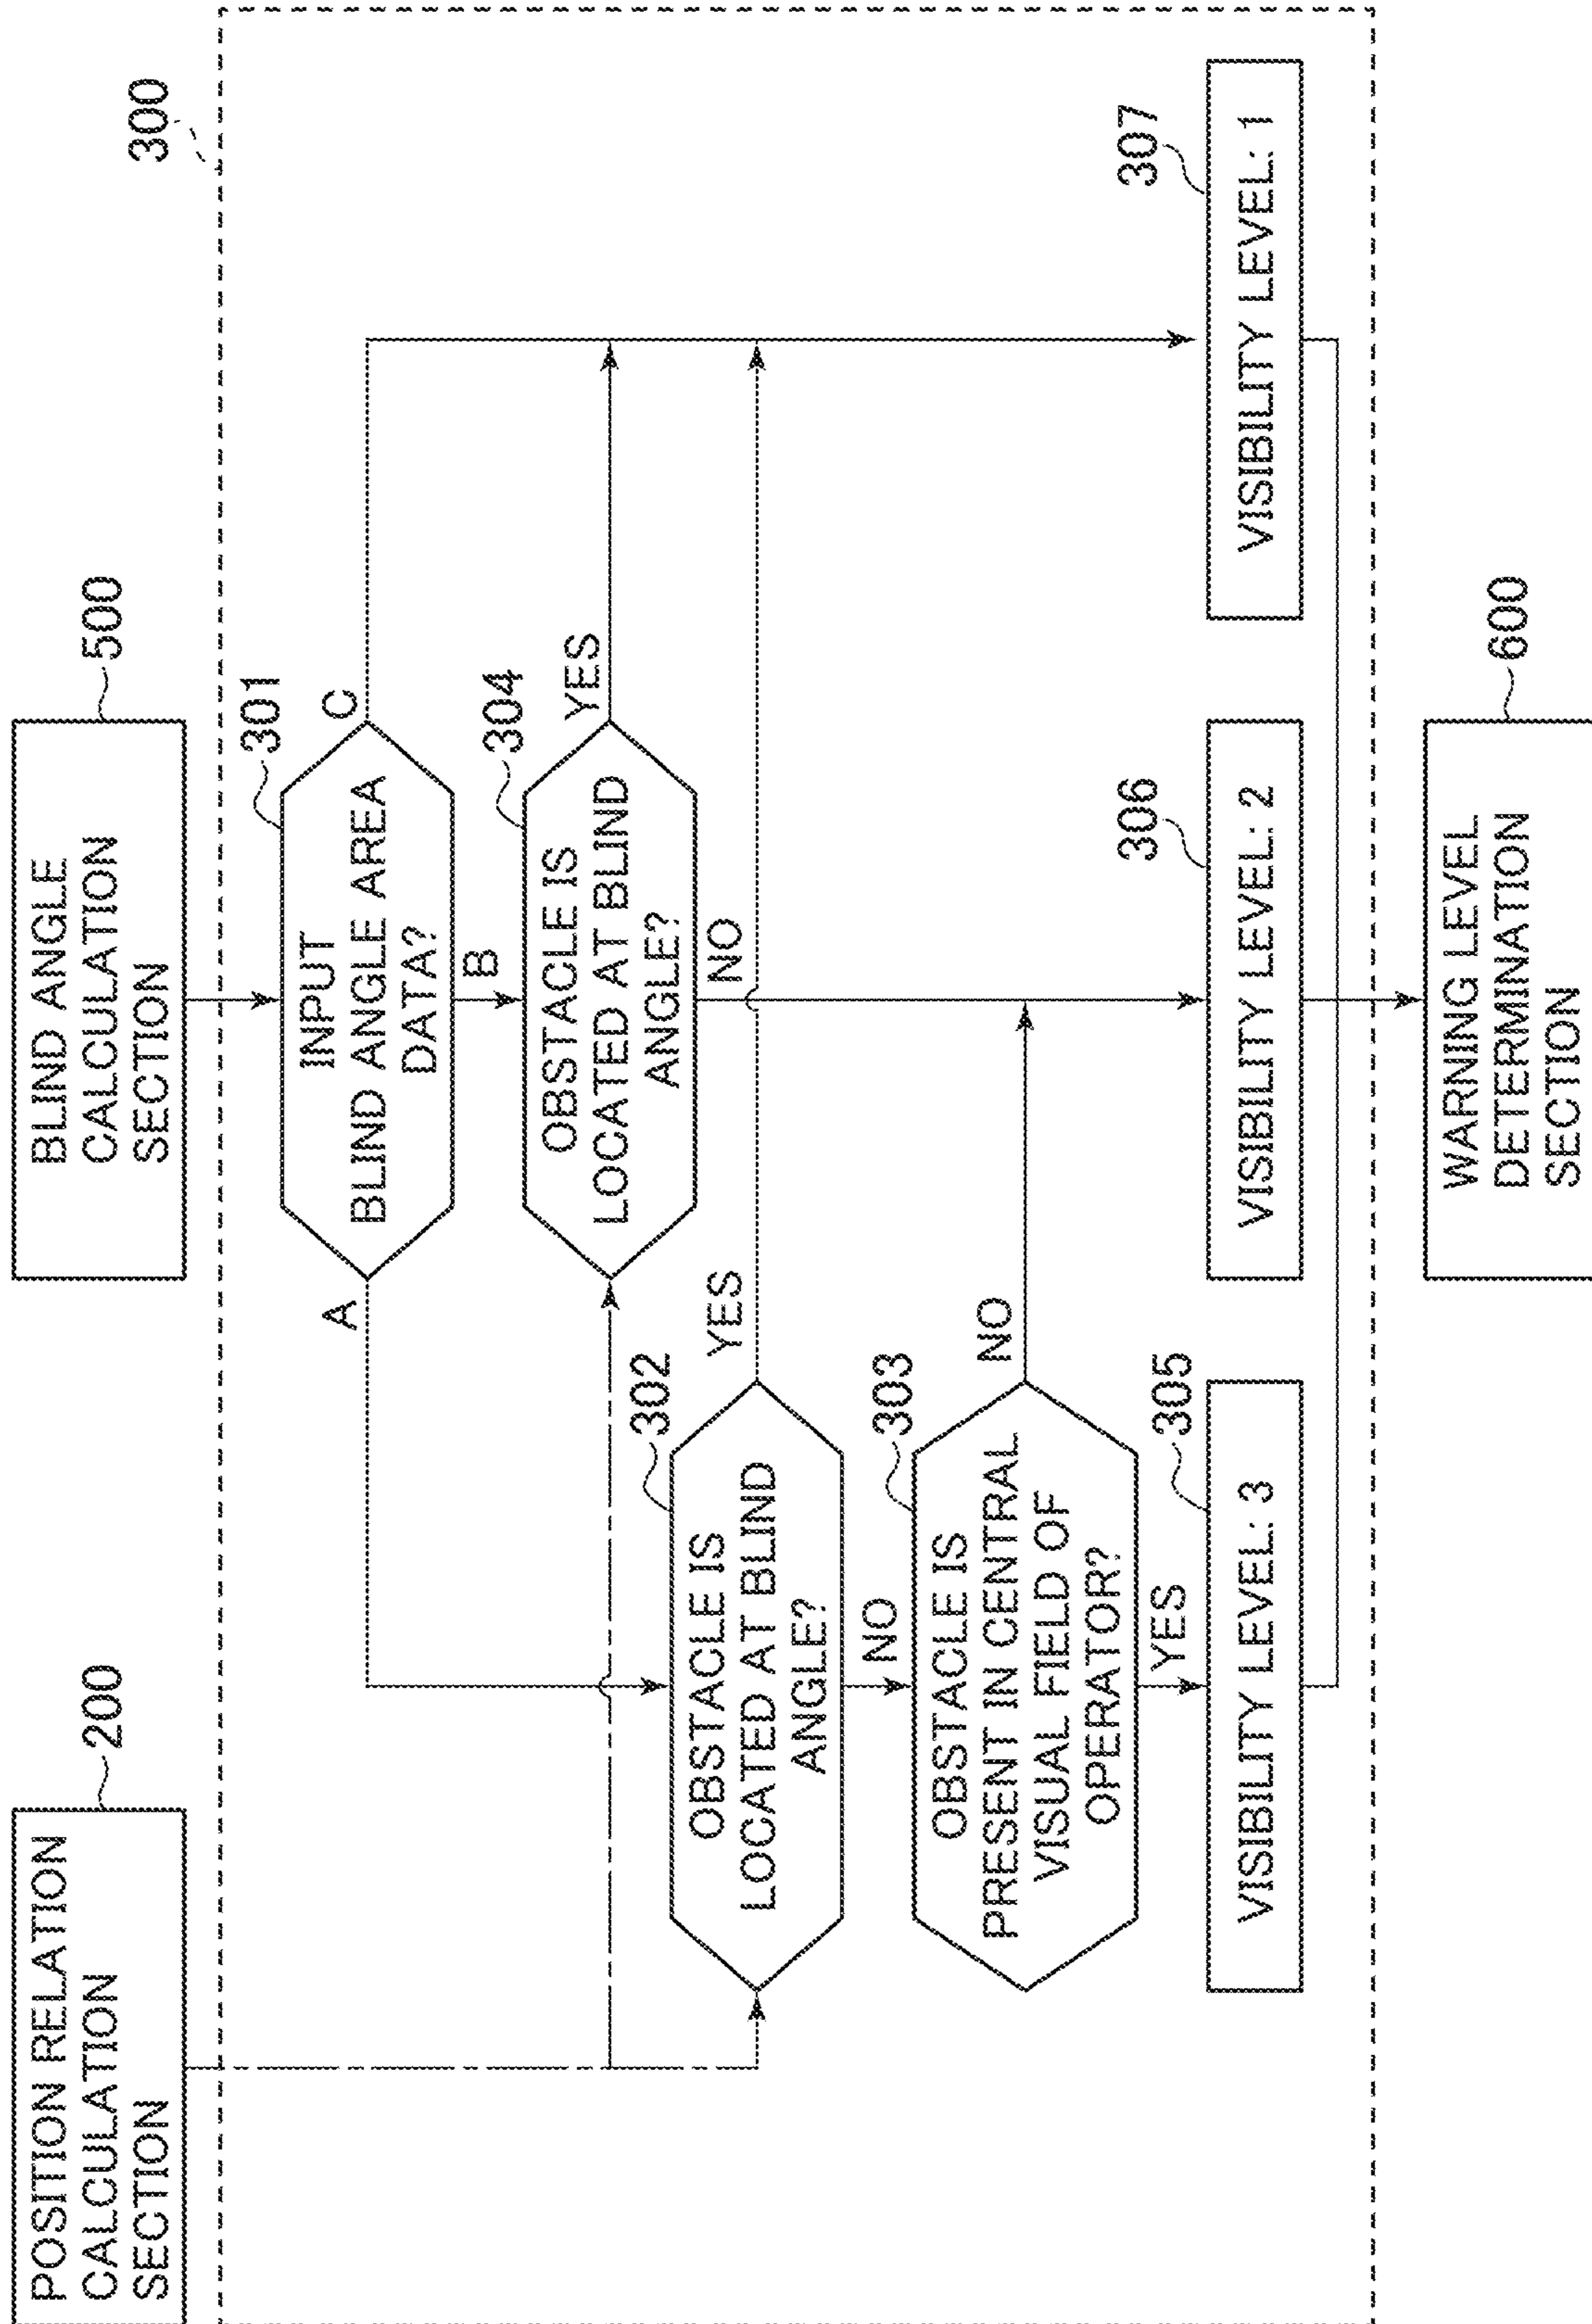 POSITION RELATION
CALCULATION
SECTION
200
BLIND ANGLE
CALCULATION
SECTION
500
300
301
INPUT
BLIND ANGLE AREA
DATA?
A
B
C
304
OBSTACLE IS
LOCATED AT BLIND
ANGLE?
YES
NO
302
OBSTACLE IS
LOCATED AT BLIND
ANGLE?
YES
NO
303
OBSTACLE IS
PRESENT IN CENTRAL
VISUAL FIELD OF
OPERATOR?
NO
YES
305
VISIBILITY LEVEL: 3
306
VISIBILITY LEVEL: 2
307
VISIBILITY LEVEL: 1
WARNING LEVEL
DETERMINATION
SECTION
600